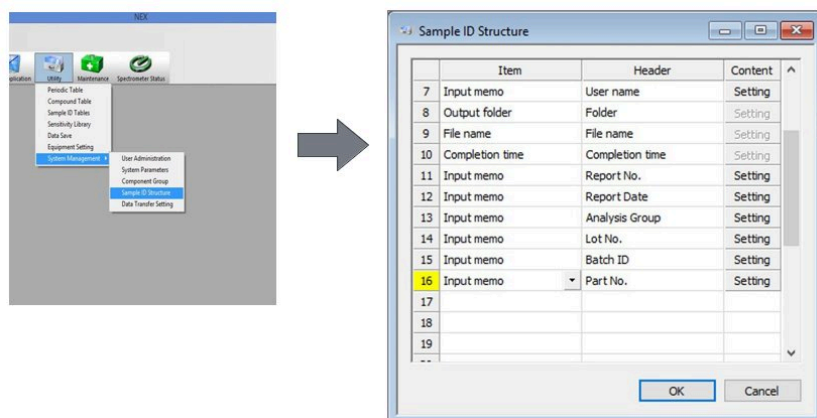 NEX
plication
Utility
Maintenance
Spectrometer Status
Periodic Table
Compound Table
Sample ID Tables
Sensitivity Library
Data Save
Equipment Setting
System Management
User Administration
System Parameters
Component Group
Sample ID Structure
Data Transfer Setting
Sample ID Structure
Item Header Content
7 Input memo User name Setting
8 Output folder Folder Setting
9 File name File name Setting
10 Completion time Completion time Setting
11 Input memo Report No. Setting
12 Input memo Report Date Setting
13 Input memo Analysis Group Setting
14 Input memo Lot No. Setting
15 Input memo Batch ID Setting
16 Input memo Part No. Setting
17
18
19
OK Cancel